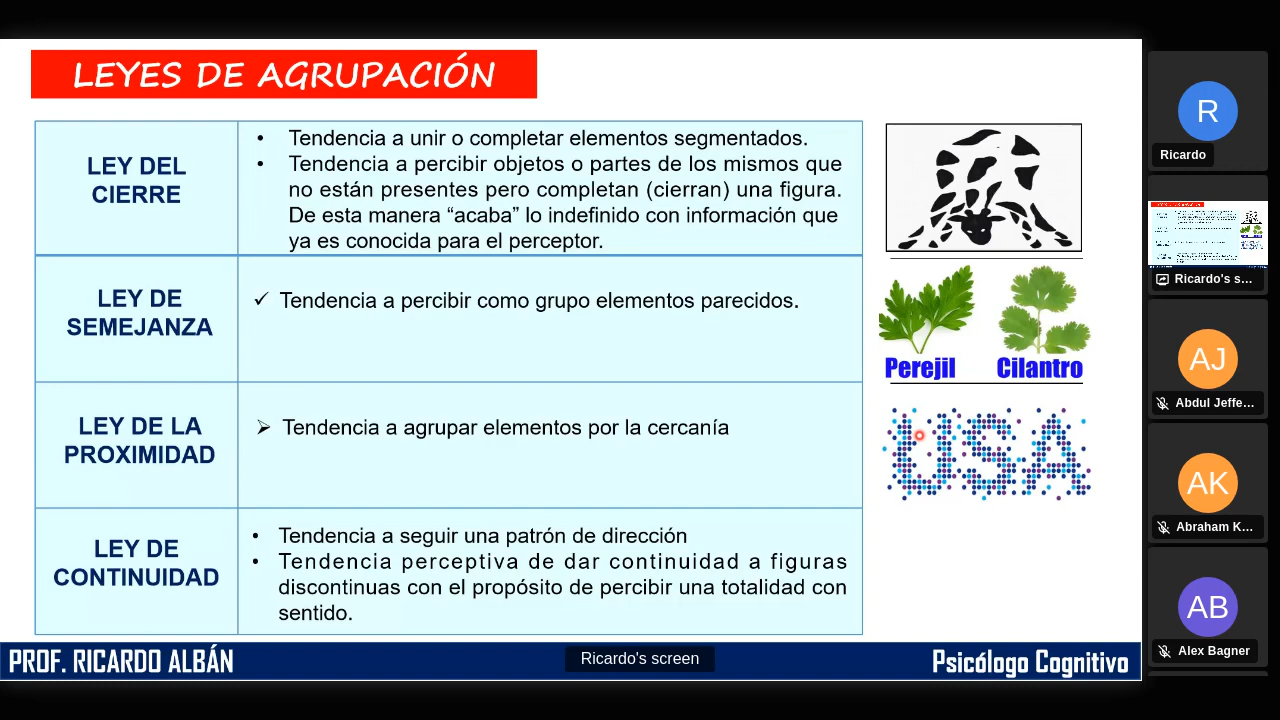 LEYES DE AGRUPACIÓN
LEY DEL
CIERRE
• Tendencia a unir o completar elementos segmentados.
• Tendencia a percibir objetos o partes de los mismos que
no están presentes pero completan (cierran) una figura.
De esta manera “acaba” lo indefinido con información que
ya es conocida para el perceptor.
LEY DE
SEMEJANZA
✓ Tendencia a percibir como grupo elementos parecidos.
Perejil
Cilantro
LEY DE LA
PROXIMIDAD
➢ Tendencia a agrupar elementos por la cercanía
USA
LEY DE
CONTINUIDAD
• Tendencia a seguir una patrón de dirección
• Tendencia perceptiva de dar continuidad a figuras
discontinuas con el propósito de percibir una totalidad con
sentido.
PROF. RICARDO ALBÁN
Ricardo's screen
Psicólogo Cognitivo
R
Ricardo
Ricardo's s...
AJ
Abdul Jeffe...
AK
Abraham K...
AB
Alex Bagner